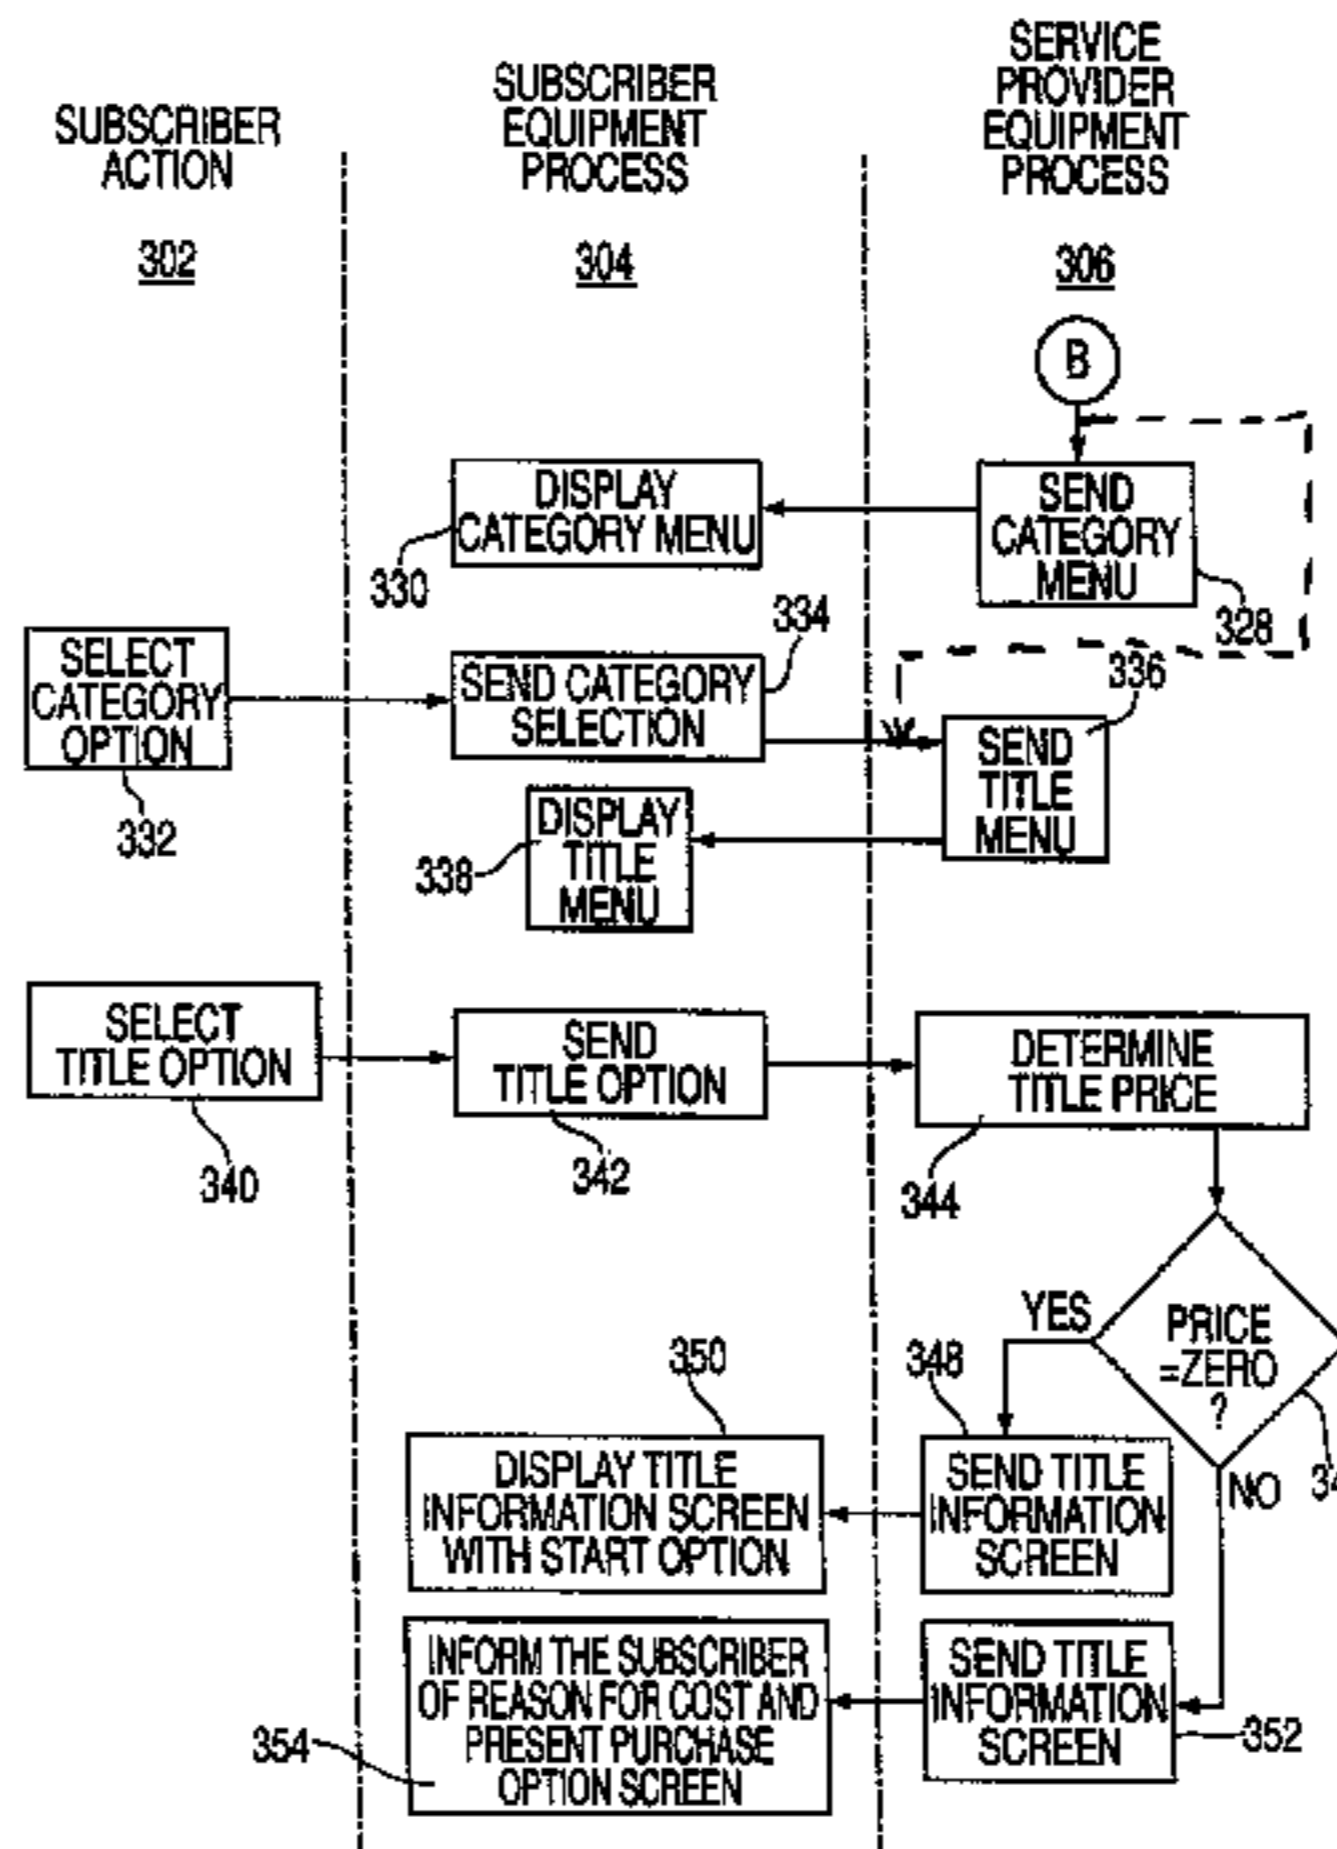 SUBSCRIBER
ACTION
302
SUBSCRIBER
EQUIPMENT
PROCESS
304
SERVICE
PROVIDER
EQUIPMENT
PROCESS
306
B
DISPLAY
CATEGORY MENU
330
SEND
CATEGORY
MENU
328
SELECT
CATEGORY
OPTION
332
SEND CATEGORY
SELECTION
334
SEND
TITLE
MENU
336
DISPLAY
TITLE
MENU
338
SELECT
TITLE OPTION
340
SEND
TITLE OPTION
342
DETERMINE
TITLE PRICE
344
PRICE
=ZERO
?
YES
NO
348
SEND TITLE
INFORMATION
SCREEN
350
DISPLAY TITLE
INFORMATION SCREEN
WITH START OPTION
SEND TITLE
INFORMATION
SCREEN
352
INFORM THE SUBSCRIBER
OF REASON FOR COST AND
PRESENT PURCHASE
OPTION SCREEN
354